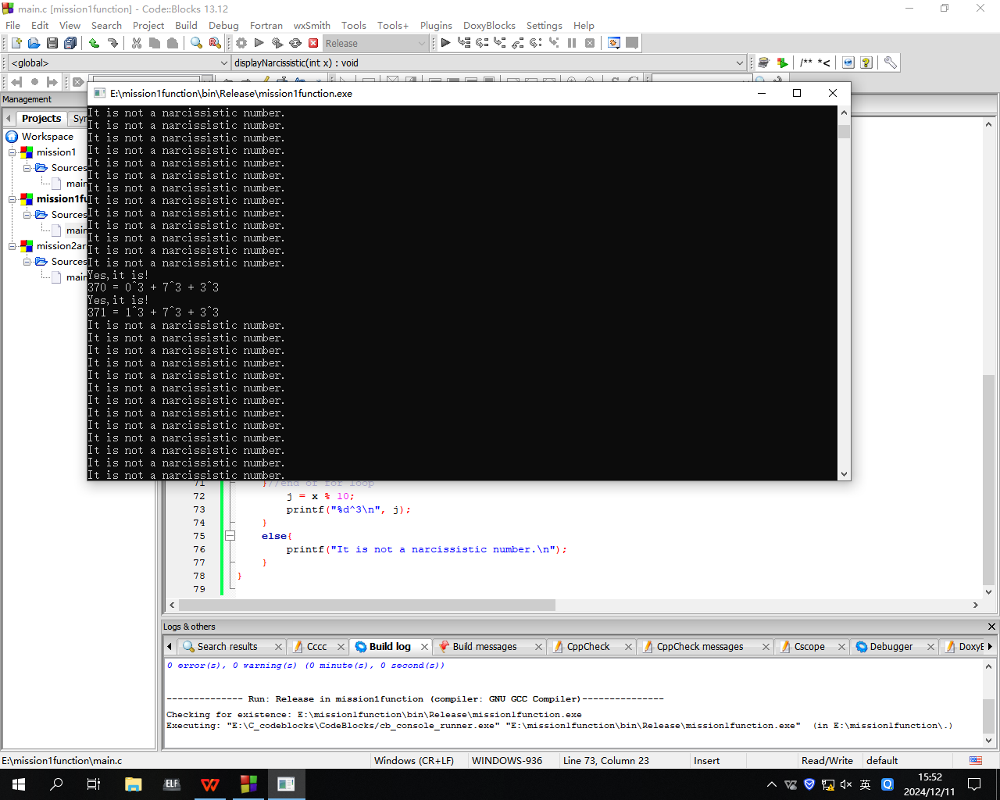 main.c [mission1function] - Code::Blocks 13.12
File Edit View Search Project Build Debug Fortran wxSmith Tools Tools+ Plugins DoxyBlocks Settings Help
Release
<global> displayNarcissistic(int x) : void
/** *<
Management
Projects
Workspace
mission1
Sources
main
mission1fu
Sources
main
mission2ar
Sources
main
E:\mission1function\bin\Release\mission1function.exe
It is not a narcissistic number.
It is not a narcissistic number.
It is not a narcissistic number.
It is not a narcissistic number.
It is not a narcissistic number.
It is not a narcissistic number.
It is not a narcissistic number.
It is not a narcissistic number.
It is not a narcissistic number.
It is not a narcissistic number.
It is not a narcissistic number.
It is not a narcissistic number.
It is not a narcissistic number.
Yes,it is!
370 = 0^3 + 7^3 + 3^3
Yes,it is!
371 = 1^3 + 7^3 + 3^3
It is not a narcissistic number.
It is not a narcissistic number.
It is not a narcissistic number.
It is not a narcissistic number.
It is not a narcissistic number.
It is not a narcissistic number.
It is not a narcissistic number.
It is not a narcissistic number.
It is not a narcissistic number.
It is not a narcissistic number.
It is not a narcissistic number.
It is not a narcissistic number.
It is not a narcissistic number.
71 }//end of for loop
72 j = x % 10;
73 printf("%d^3\n", j);
74 }
75 else{
76 printf("It is not a narcissistic number.\n");
77 }
78 }
79
Logs & others
Search results Cccc Build log Build messages CppCheck CppCheck messages Cscope Debugger DoxyB
0 error(s), 0 warning(s) (0 minute(s), 0 second(s))
-------------- Run: Release in mission1function (compiler: GNU GCC Compiler)---------------
Checking for existence: E:\mission1function\bin\Release\mission1function.exe
Executing: "E:\C_codeblocks\CodeBlocks/cb_console_runner.exe" "E:\mission1function\bin\Release\mission1function.exe"  (in E:\mission1function\.)
E:\mission1function\main.c Windows (CR+LF) WINDOWS-936 Line 73, Column 23 Insert Read/Write default
ELF
英
15:52
2024/12/11